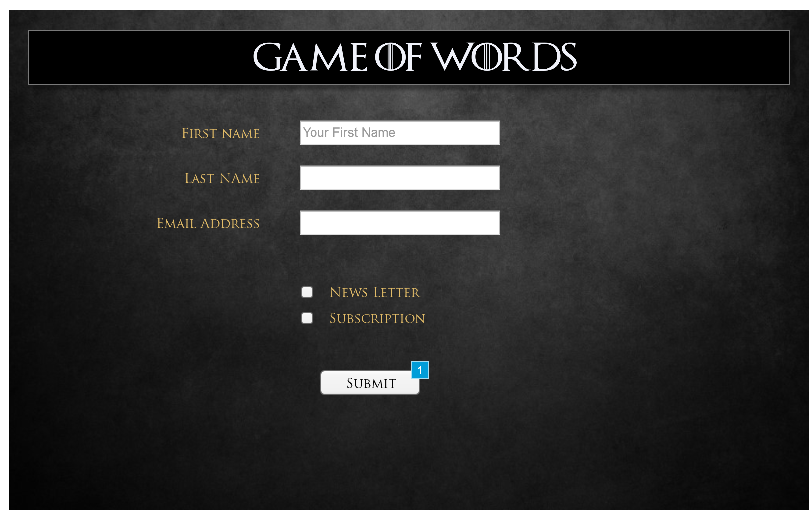 GAME OF WORDS
First name
Your First Name
Last NAme
Email Address
News Letter
Subscription
1
Submit